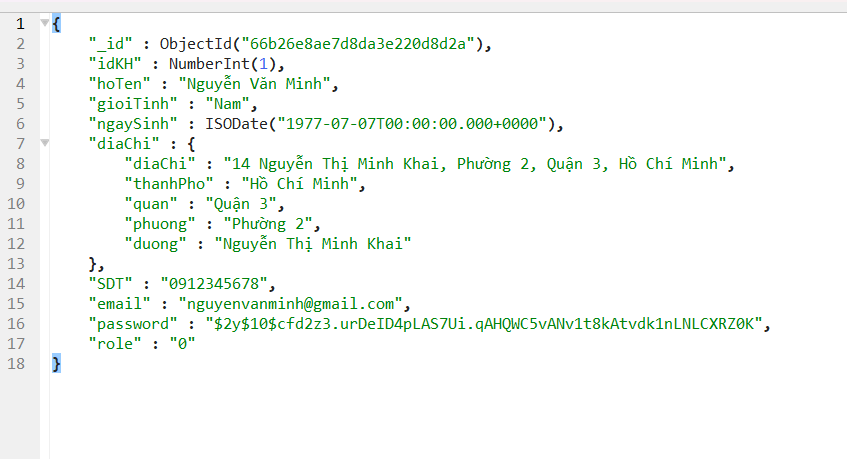 1 {
2 "_id" : ObjectId("66b26e8ae7d8da3e220d8d2a"),
3 "idKH" : NumberInt(1),
4 "hoTen" : "Nguyễn Văn Minh",
5 "gioiTinh" : "Nam",
6 "ngaySinh" : ISODate("1977-07-07T00:00:00.000+0000"),
7 "diaChi" : {
8 "diaChi" : "14 Nguyễn Thị Minh Khai, Phường 2, Quận 3, Hồ Chí Minh",
9 "thanhPho" : "Hồ Chí Minh",
10 "quan" : "Quận 3",
11 "phuong" : "Phường 2",
12 "duong" : "Nguyễn Thị Minh Khai"
13 },
14 "SDT" : "0912345678",
15 "email" : "nguyenvanminh@gmail.com",
16 "password" : "$2y$10$cfd2z3.urDeID4pLAS7Ui.qAHQWC5vANv1t8kAtvdk1nLNLCXRZ0K",
17 "role" : "0"
18 }